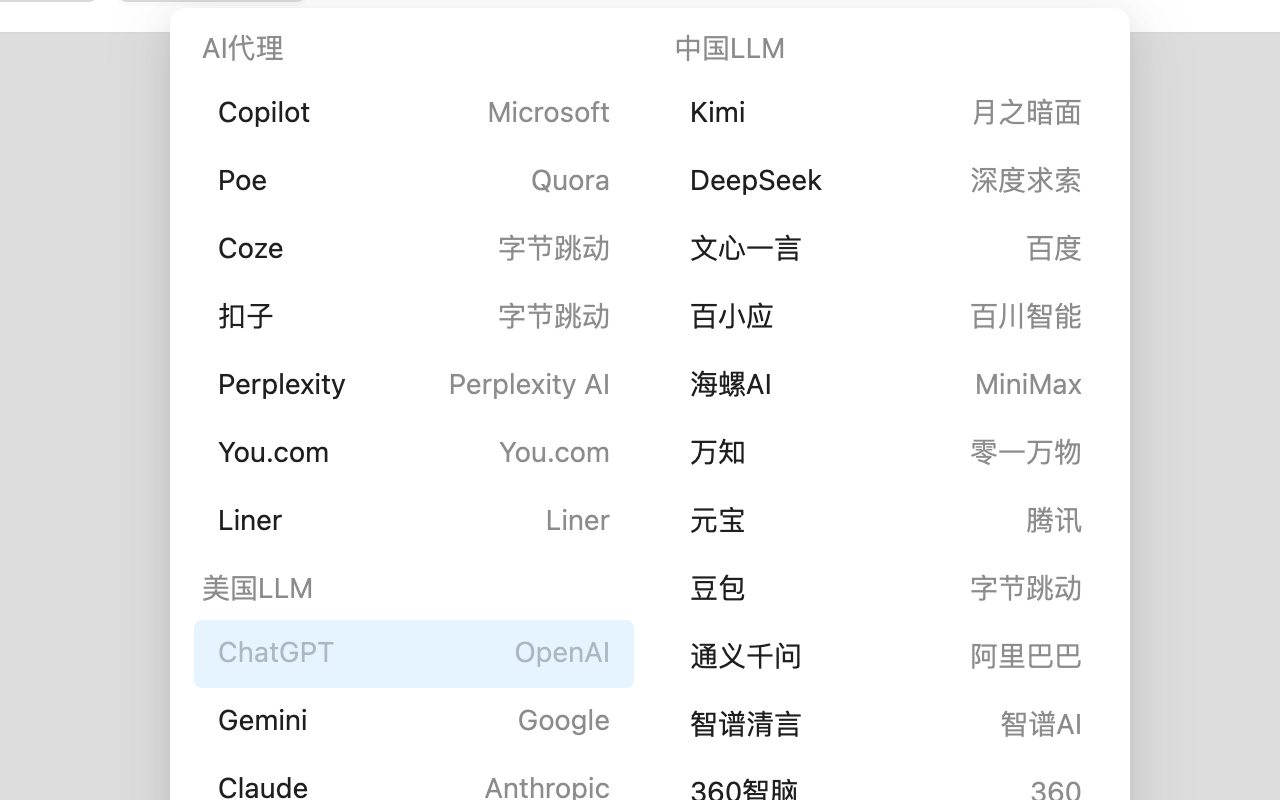 AI代理
Copilot Microsoft
Poe Quora
Coze 字节跳动
扣子 字节跳动
Perplexity Perplexity AI
You.com You.com
Liner Liner
美国LLM
ChatGPT OpenAI
Gemini Google
Claude Anthropic
中国LLM
Kimi 月之暗面
DeepSeek 深度求索
文心一言 百度
百小应 百川智能
海螺AI MiniMax
万知 零一万物
元宝 腾讯
豆包 字节跳动
通义千问 阿里巴巴
智谱清言 智谱AI
360智脑 360